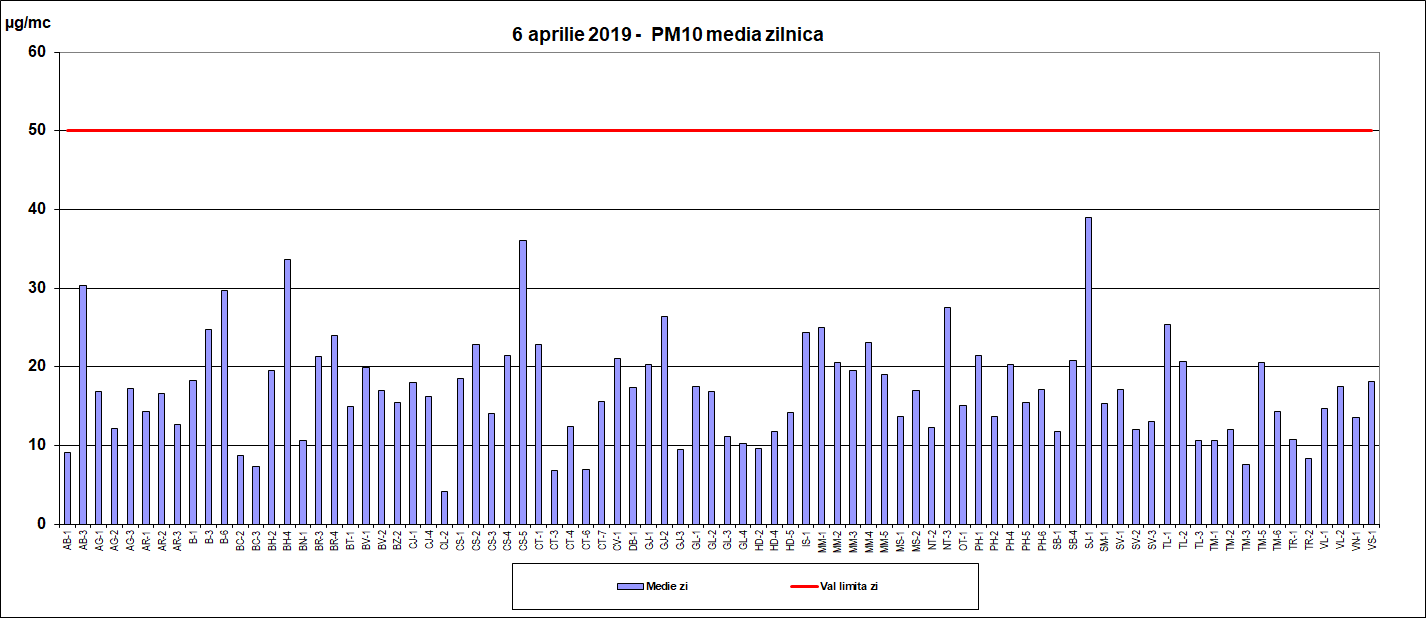 µg/mc
6 aprilie 2019 - PM10 media zilnica
60
50
40
30
20
10
0
AB-1 AB-3 AG-1 AG-2 AG-3 AR-1 AR-2 AR-3 B-1 B-3 B-6 BC-2 BC-3 BH-2 BH-4 BN-1 BR-3 BR-4 BT-1 BV-1 BV-2 BZ-2 CJ-1 CJ-4 CL-2 CS-1 CS-2 CS-3 CS-4 CS-5 CT-1 CT-3 CT-4 CT-6 CT-7 CV-1 DB-1 GJ-1 GJ-2 GJ-3 GL-1 GL-2 GL-3 GL-4 HD-2 HD-4 HD-5 IS-1 MM-1 MM-2 MM-3 MM-4 MM-5 MS-1 MS-2 NT-2 NT-3 OT-1 PH-1 PH-2 PH-4 PH-5 PH-6 SB-1 SB-4 SJ-1 SM-1 SV-1 SV-2 SV-3 TL-1 TL-2 TL-3 TM-1 TM-2 TM-3 TM-5 TM-6 TR-1 TR-2 VL-1 VL-2 VN-1 VS-1
Medie zi
Val limita zi